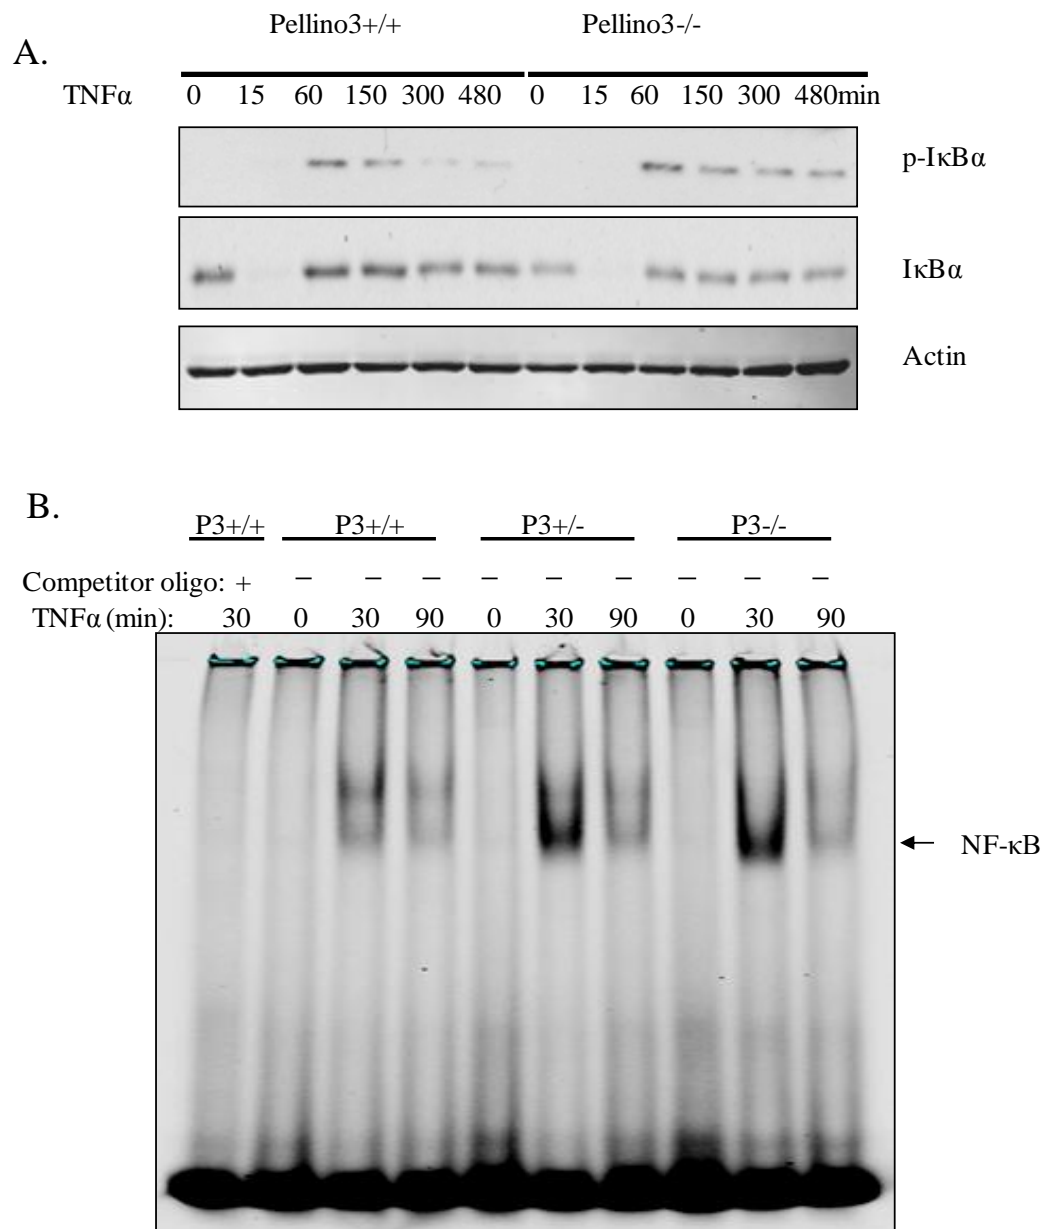 Pellino3+/+ Pellino3-/-
A.
TNFα 0 15 60 150 300 480 0 15 60 150 300 480min
p-IκBα
IκBα
Actin
B.
P3+/+ P3+/+ P3+/- P3-/-
Competitor oligo: + − − − − − − − − −
TNFα (min): 30 0 30 90 0 30 90 0 30 90
NF-κB